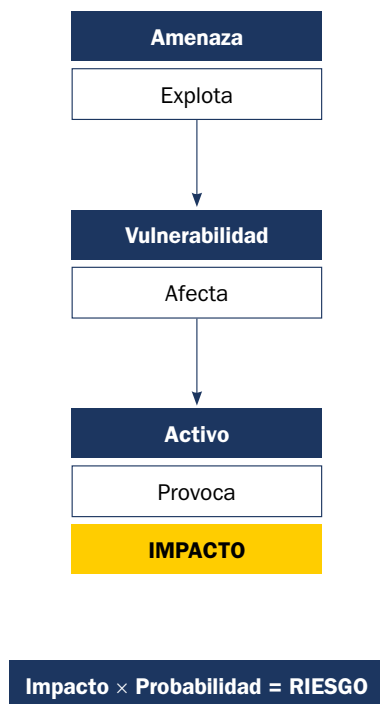 Amenaza
Explota
Vulnerabilidad
Afecta
Activo
Provoca
IMPACTO
Impacto × Probabilidad = RIESGO